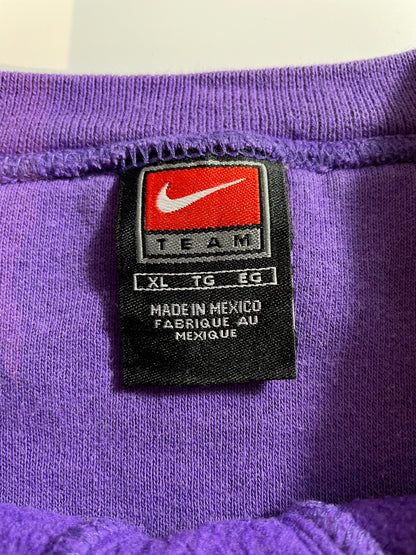 TEAM
XL TG EG
MADE IN MEXICO
FABRIQUE AU
MEXIQUE